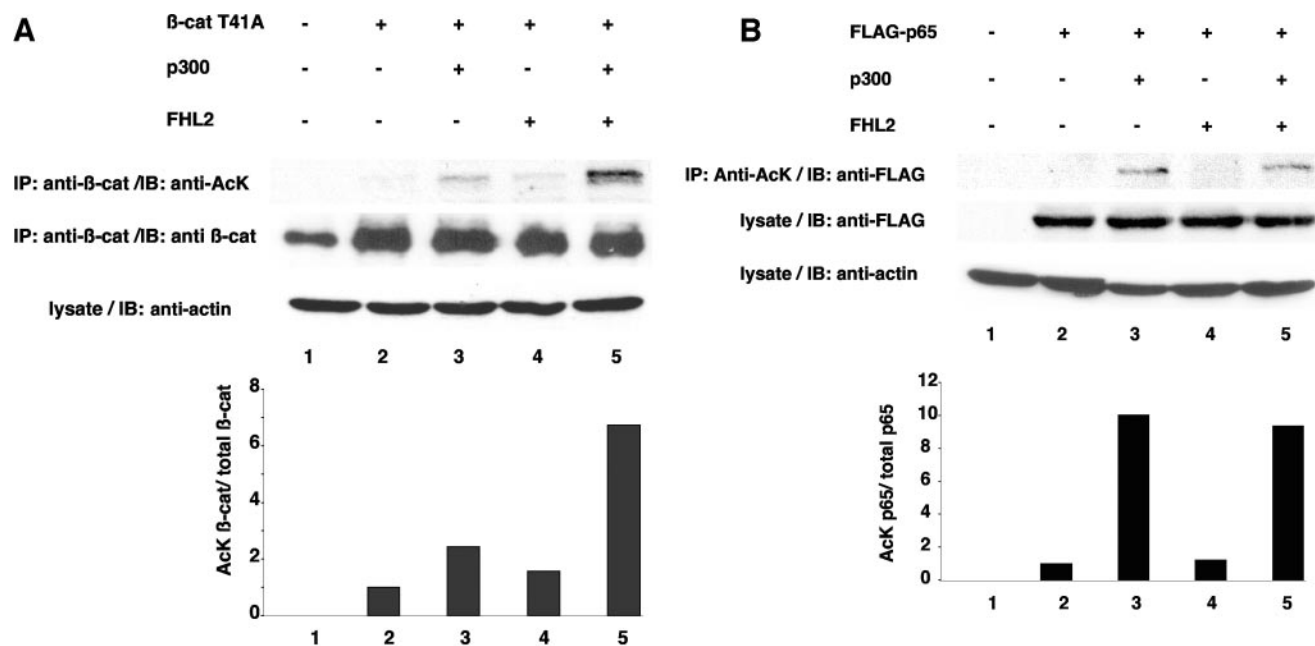 A
ß-cat T41A - + + + +
p300 - - + - +
FHL2 - - - + +
IP: anti-ß-cat /IB: anti-AcK
IP: anti-ß-cat /IB: anti ß-cat
lysate / IB: anti-actin
1 2 3 4 5
AcK ß-cat/ total ß-cat
8
6
4
2
0
1 2 3 4 5
B
FLAG-p65 - + + + +
p300 - - + - +
FHL2 - - - + +
IP: Anti-AcK / IB: anti-FLAG
lysate / IB: anti-FLAG
lysate / IB: anti-actin
1 2 3 4 5
AcK p65/ total p65
12
10
8
6
4
2
0
1 2 3 4 5